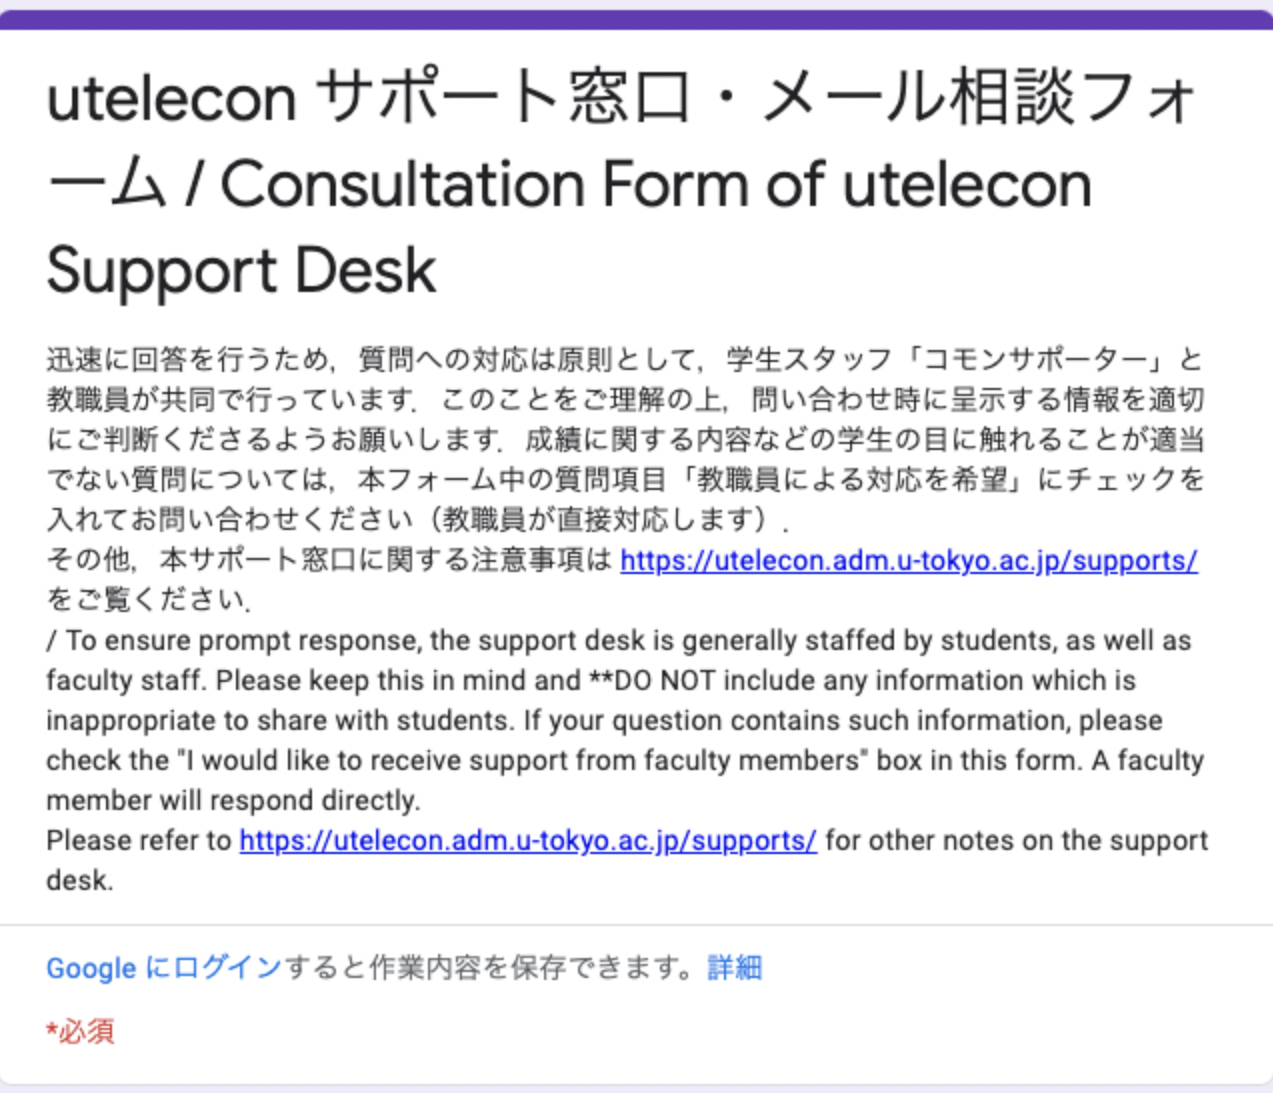 utelecon サポート窓口・メール相談フォ
ーム / Consultation Form of utelecon
Support Desk
迅速に回答を行うため，質問への対応は原則として，学生スタッフ「コモンサポーター」と
教職員が共同で行っています．このことをご理解の上，問い合わせ時に呈示する情報を適切
にご判断くださるようお願いします．成績に関する内容などの学生の目に触れることが適当
でない質問については，本フォーム中の質問項目「教職員による対応を希望」にチェックを
入れてお問い合わせください（教職員が直接対応します）．
その他，本サポート窓口に関する注意事項は https://utelecon.adm.u-tokyo.ac.jp/supports/
をご覧ください．
/ To ensure prompt response, the support desk is generally staffed by students, as well as
faculty staff. Please keep this in mind and **DO NOT include any information which is
inappropriate to share with students. If your question contains such information, please
check the "I would like to receive support from faculty members" box in this form. A faculty
member will respond directly.
Please refer to https://utelecon.adm.u-tokyo.ac.jp/supports/ for other notes on the support
desk.
Google にログインすると作業内容を保存できます。詳細
*必須